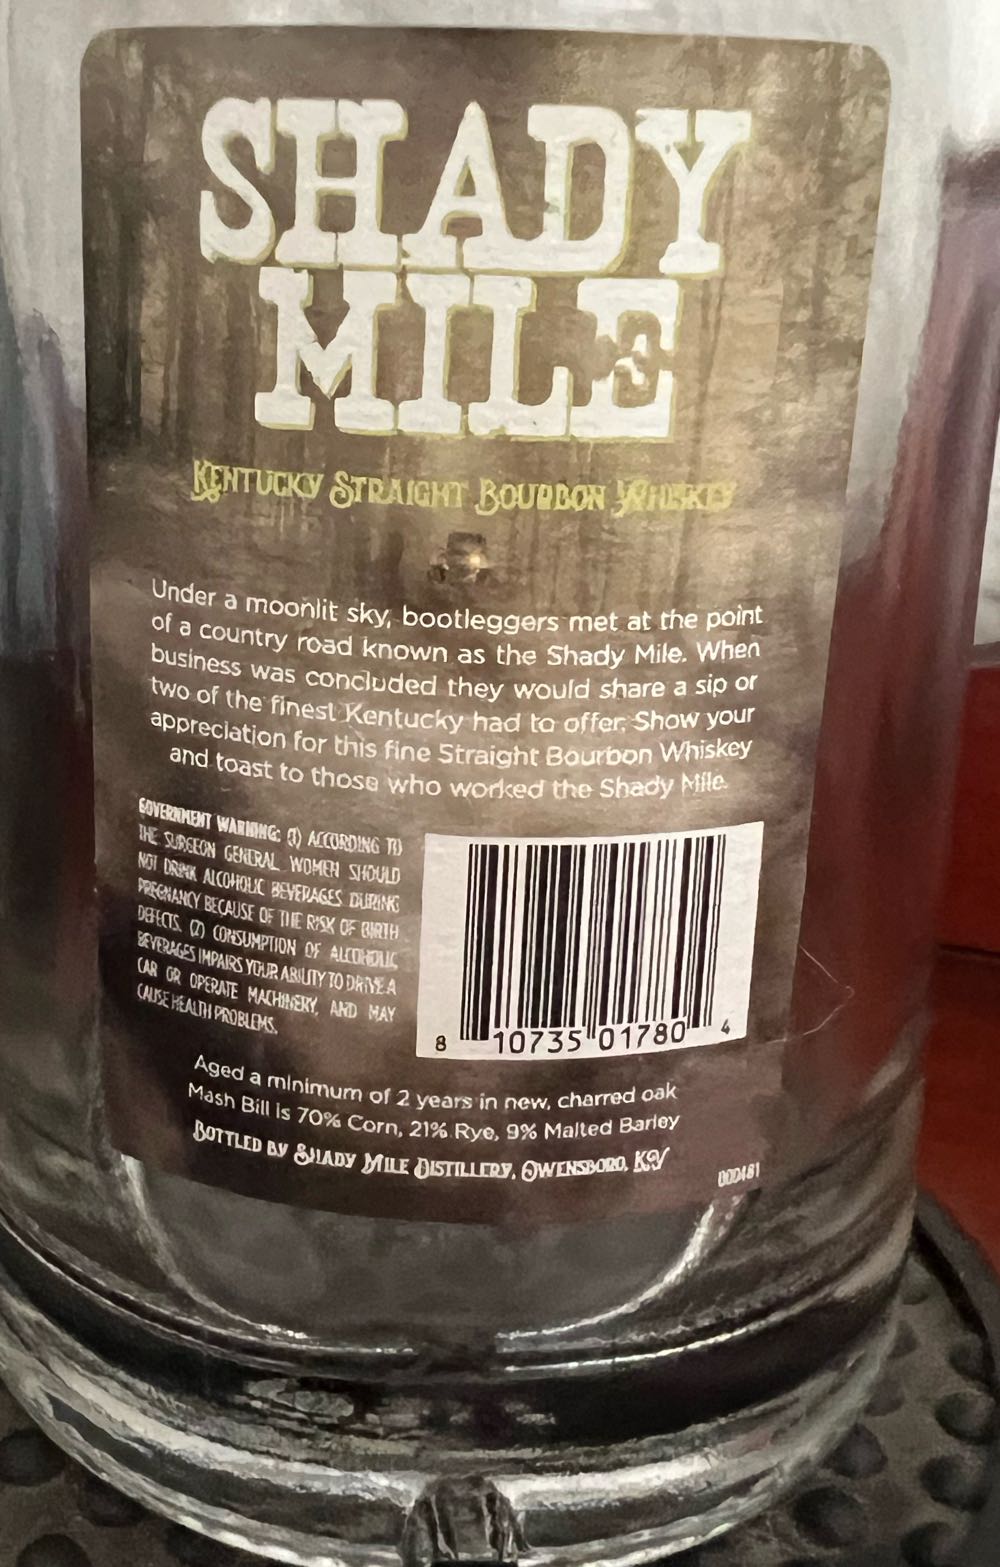 SHADY
MILE
KENTUCKY STRAIGHT BOURBON WHISKEY
Under a moonlit sky, bootleggers met at the point
of a country road known as the Shady Mile. When
business was concluded they would share a sip or
two of the finest Kentucky had to offer. Show your
appreciation for this fine Straight Bourbon Whiskey
and toast to those who worked the Shady Mile.
GOVERNMENT WARNING: (1) ACCORDING TO
THE SURGEON GENERAL, WOMEN SHOULD
NOT DRINK ALCOHOLIC BEVERAGES DURING
PREGNANCY BECAUSE OF THE RISK OF BIRTH
DEFECTS. (2) CONSUMPTION OF ALCOHOLIC
BEVERAGES IMPAIRS YOUR ABILITY TO DRIVE A
CAR OR OPERATE MACHINERY, AND MAY
CAUSE HEALTH PROBLEMS.
8 10735 01780 4
Aged a minimum of 2 years in new, charred oak
Mash Bill is 70% Corn, 21% Rye, 9% Malted Barley
BOTTLED BY SHADY MILE DISTILLERY, OWENSBORO, KY
000481